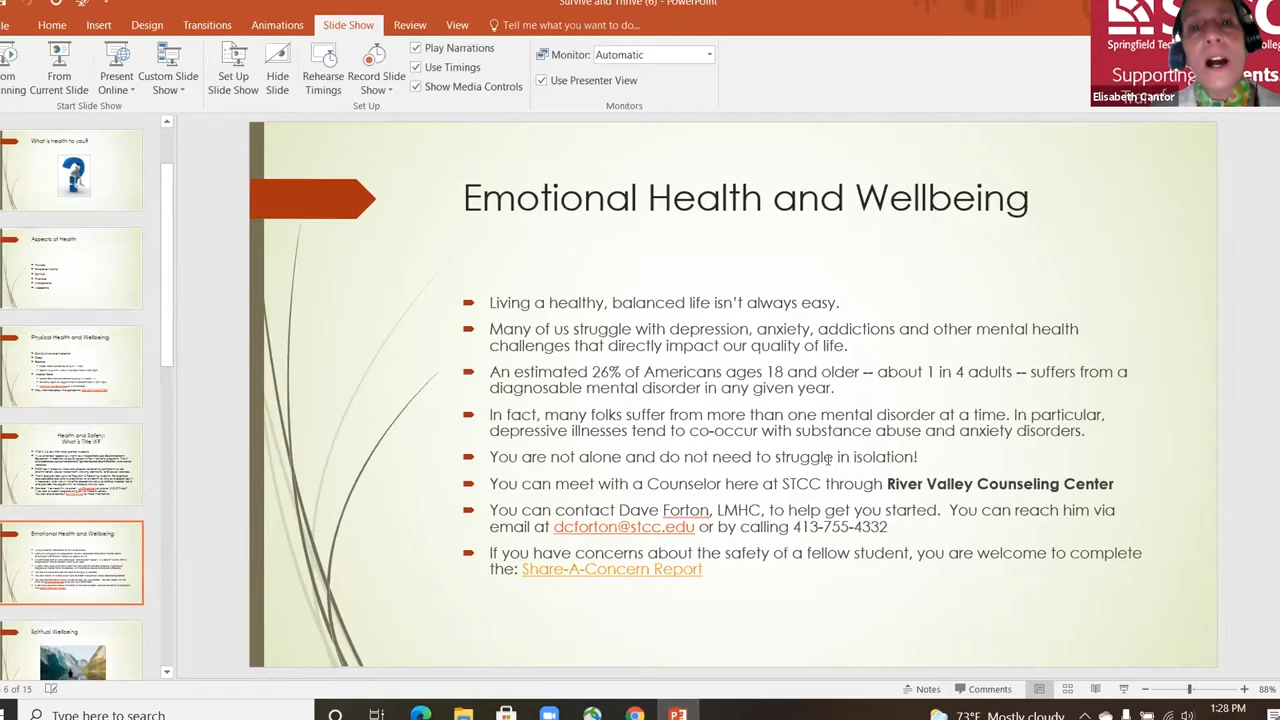 Survive and Thrive (6) - PowerPoint
Home Insert Design Transitions Animations Slide Show Review View Tell me what you want to do...
From
Current Slide
Present
Online
Custom Slide
Show
Set Up
Slide Show
Hide
Slide
Rehearse
Timings
Record Slide
Show
Play Narrations
Use Timings
Show Media Controls
Monitor: Automatic
Use Presenter View
Start Slide Show
Set Up
Monitors
Springfield
Supporting
Elisabeth Cantor
What is health to you?
Aspects of Health
Physical Health and Wellbeing
Health and Safety:
What is Title IX?
Emotional Health and Wellbeing
Spiritual Wellbeing
Emotional Health and Wellbeing
Living a healthy, balanced life isn't always easy.
Many of us struggle with depression, anxiety, addictions and other mental health
challenges that directly impact our quality of life.
An estimated 26% of Americans ages 18 and older -- about 1 in 4 adults -- suffers from a
diagnosable mental disorder in any given year.
In fact, many folks suffer from more than one mental disorder at a time. In particular,
depressive illnesses tend to co-occur with substance abuse and anxiety disorders.
You are not alone and do not need to struggle in isolation.
You can meet with a Counselor here at STCC through River Valley Counseling Center
You can contact Dave Forton, LMHC, to help get you started. You can reach him via
email at dcforton@stcc.edu or by calling 413-755-4332
If you have concerns about the safety of a fellow student, you are welcome to complete
the: Share-A-Concern Report
6 of 15
Notes Comments 88%
Type here to search
73°F Mostly cloudy
1:28 PM